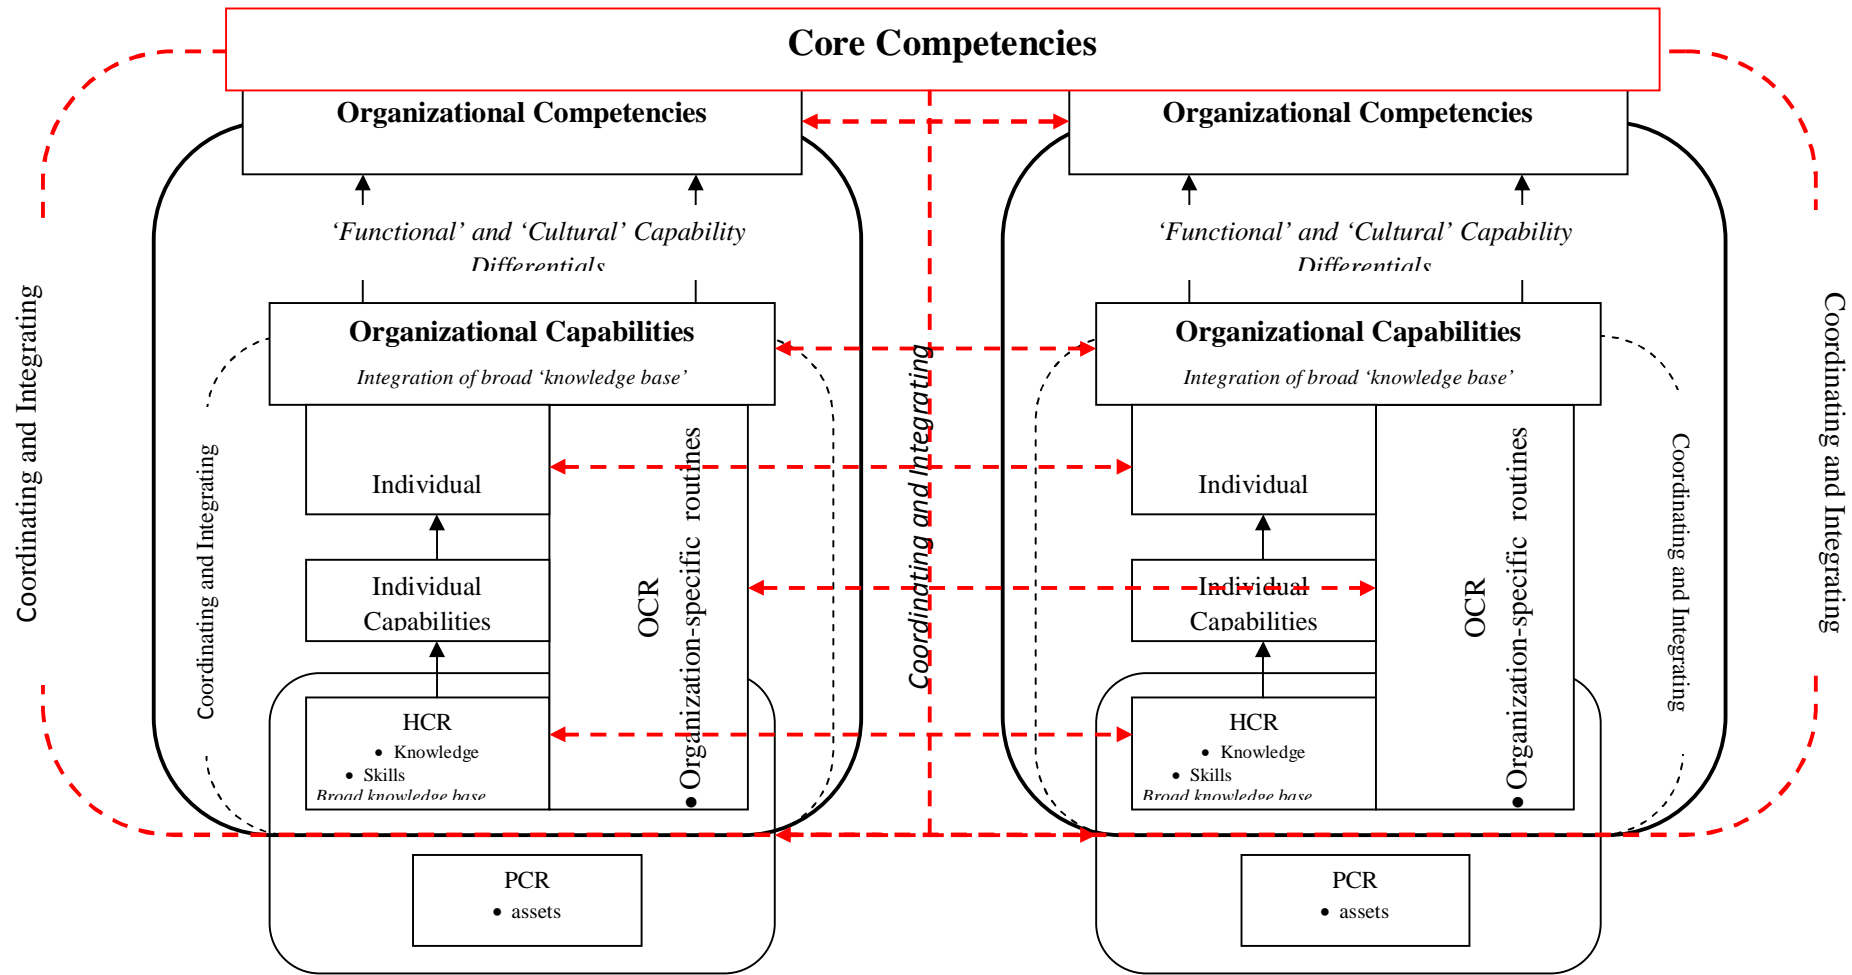 Core Competencies
Organizational Competencies
‘Functional’ and ‘Cultural’ Capability
Differentials
Organizational Capabilities
Integration of broad ‘knowledge base’
Individual
Individual
Capabilities
HCR
• Knowledge
• Skills
Broad knowledge base
OCR
• Organization-specific routines
PCR
• assets
Coordinating and Integrating
Coordinating and Integrating
Coordinating and Integrating
Organizational Competencies
‘Functional’ and ‘Cultural’ Capability
Differentials
Organizational Capabilities
Integration of broad ‘knowledge base’
Individual
Individual
Capabilities
HCR
• Knowledge
• Skills
Broad knowledge base
OCR
• Organization-specific routines
PCR
• assets
Coordinating and Integrating
Coordinating and Integrating